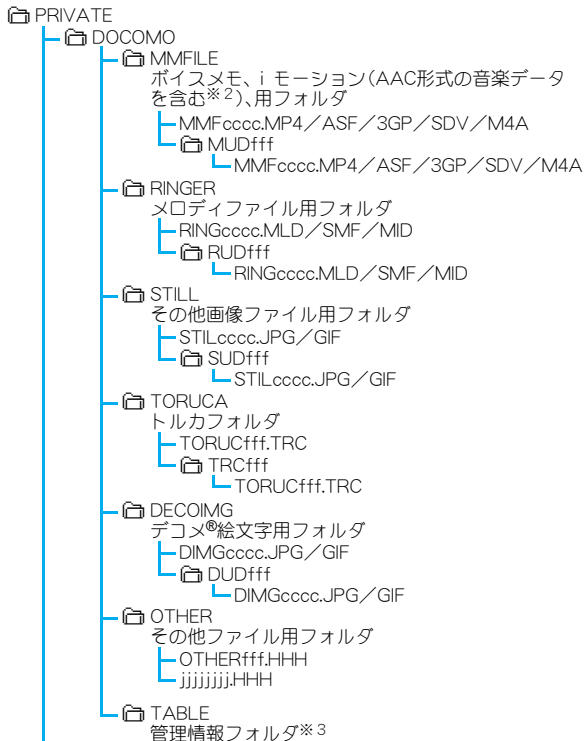 PRIVATE
DOCOMO
MMFILE
ボイスメモ、i モーション（AAC形式の音楽データ
を含む※2）、用フォルダ
MMFcccc.MP4／ASF／3GP／SDV／M4A
MUDfff
MMFcccc.MP4／ASF／3GP／SDV／M4A
RINGER
メロディファイル用フォルダ
RINGcccc.MLD／SMF／MID
RUDfff
RINGcccc.MLD／SMF／MID
STILL
その他画像ファイル用フォルダ
STILcccc.JPG／GIF
SUDfff
STILcccc.JPG／GIF
TORUCA
トルカフォルダ
TORUCfff.TRC
TRCfff
TORUCfff.TRC
DECOIMG
デコメ®絵文字用フォルダ
DIMGcccc.JPG／GIF
DUDfff
DIMGcccc.JPG／GIF
OTHER
その他ファイル用フォルダ
OTHERfff.HHH
jjjjjjjj.HHH
TABLE
管理情報フォルダ※3